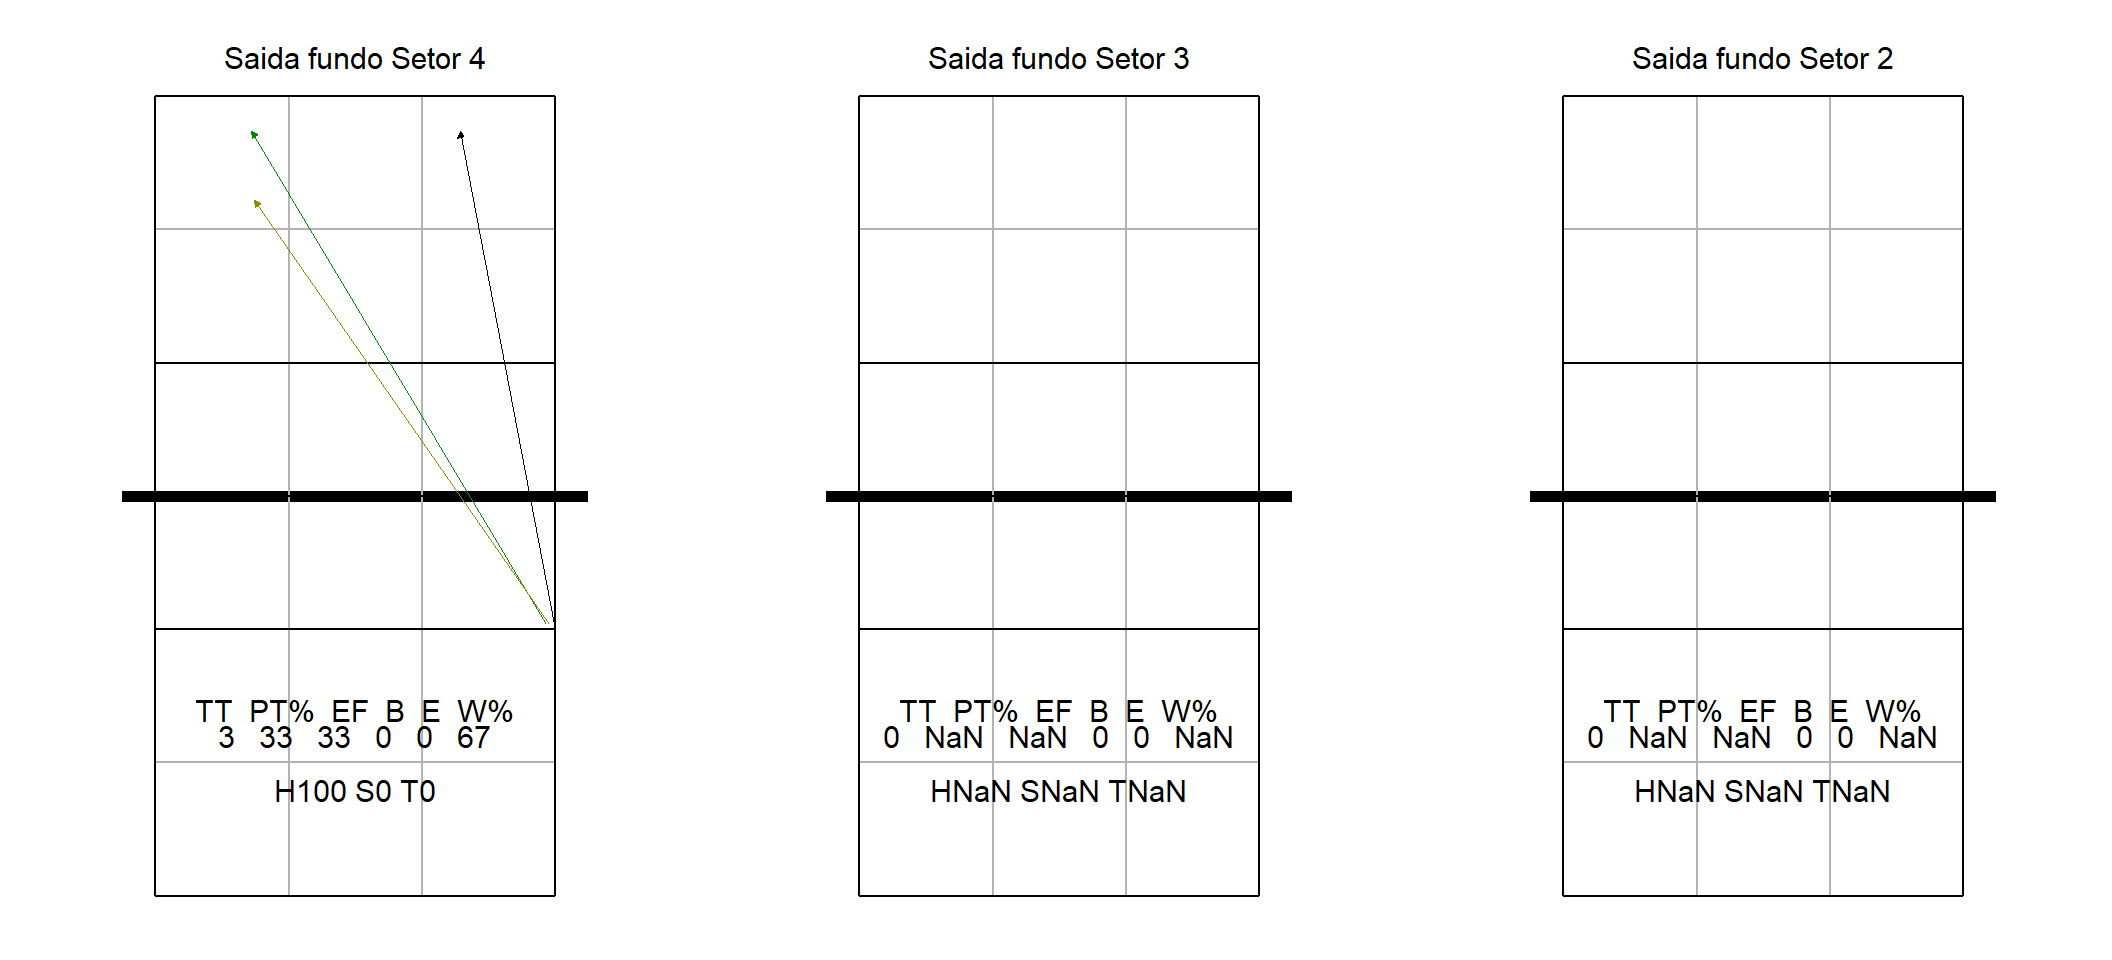 Saida fundo Setor 4
TT PT% EF B E W%
3 33 33 0 0 67
H100 S0 T0
Saida fundo Setor 3
TT PT% EF B E W%
0 NaN NaN 0 0 NaN
HNaN SNaN TNaN
Saida fundo Setor 2
TT PT% EF B E W%
0 NaN NaN 0 0 NaN
HNaN SNaN TNaN